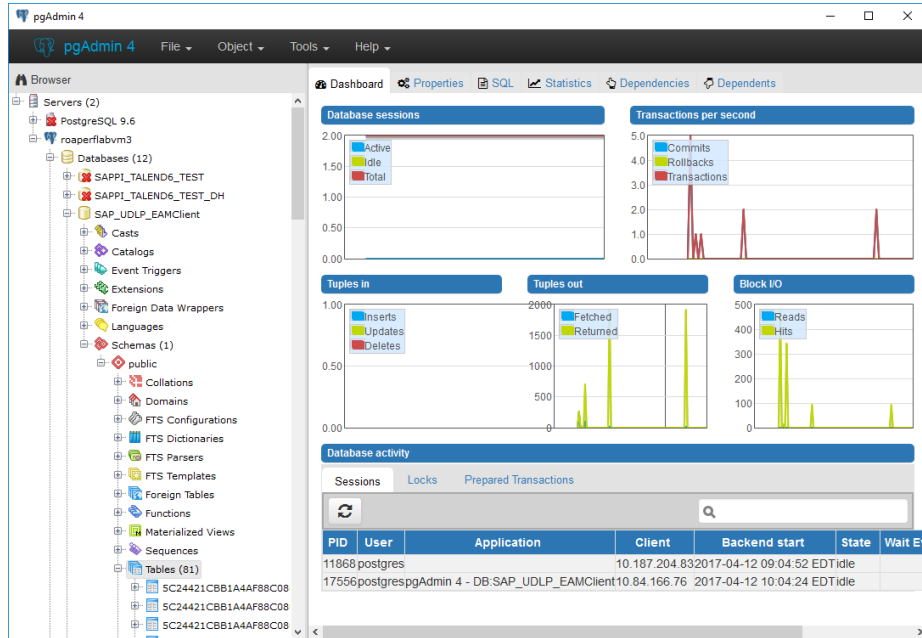 pgAdmin 4
pgAdmin 4 File Object Tools Help
Browser
Servers (2)
PostgreSQL 9.6
roaperflabvm3
Databases (12)
SAPPI_TALEND6_TEST
SAPPI_TALEND6_TEST_DH
SAP_UDLP_EAMClient
Casts
Catalogs
Event Triggers
Extensions
Foreign Data Wrappers
Languages
Schemas (1)
public
Collations
Domains
FTS Configurations
FTS Dictionaries
FTS Parsers
FTS Templates
Foreign Tables
Functions
Materialized Views
Sequences
Tables (81)
5C24421CBB1A4AF88C08
5C24421CBB1A4AF88C08
5C24421CBB1A4AF88C08
Dashboard Properties SQL Statistics Dependencies Dependents
Database sessions
2.00
1.50
1.00
0.50
0.00
Active
Idle
Total
Transactions per second
5.0
4.0
3.0
2.0
1.0
0.0
Commits
Rollbacks
Transactions
Tuples in
1.00
0.50
0.00
Inserts
Updates
Deletes
Tuples out
2000
1500
1000
500
0
Fetched
Returned
Block I/O
500
400
300
200
100
0
Reads
Hits
Database activity
Sessions Locks Prepared Transactions
PID User Application Client Backend start State Wait Ev
11868 postgres 10.187.204.83 2017-04-12 09:04:52 EDT idle
17556 postgres pgAdmin 4 - DB:SAP_UDLP_EAMClient 10.84.166.76 2017-04-12 10:04:24 EDT idle